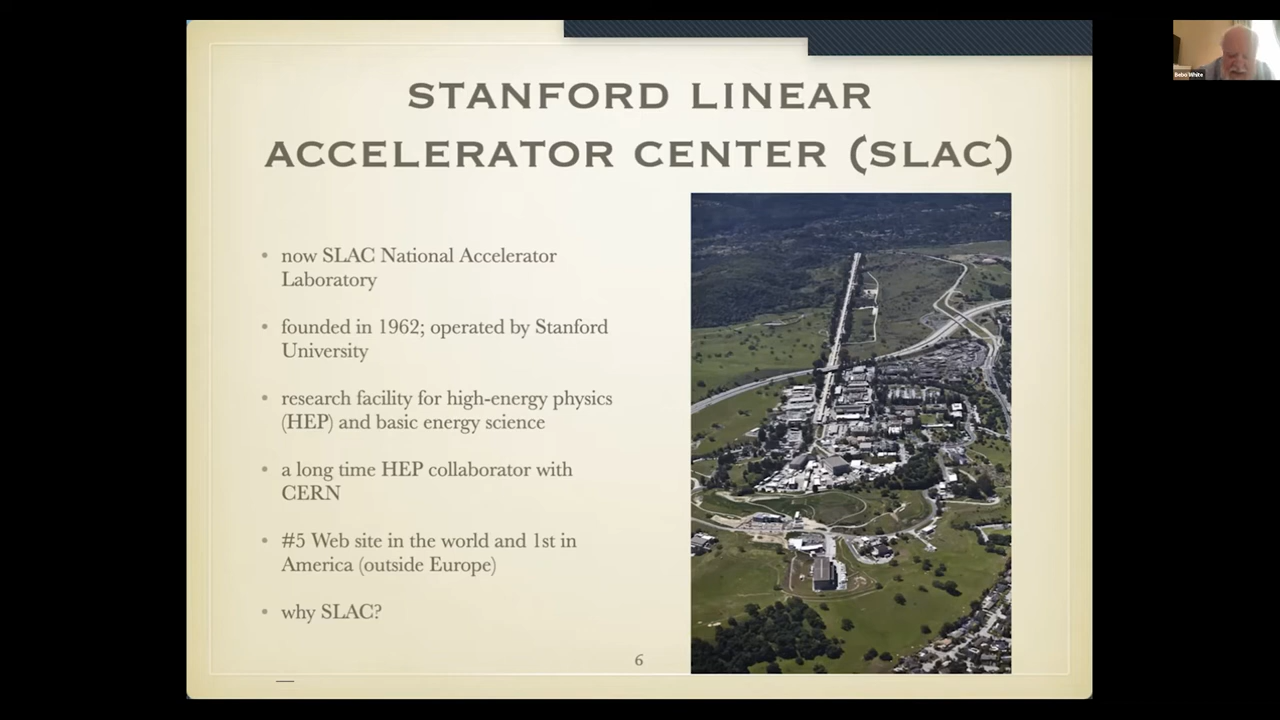 STANFORD LINEAR
ACCELERATOR CENTER (SLAC)
• now SLAC National Accelerator
Laboratory
• founded in 1962; operated by Stanford
University
• research facility for high-energy physics
(HEP) and basic energy science
• a long time HEP collaborator with
CERN
• #5 Web site in the world and 1st in
America (outside Europe)
• why SLAC?
6
Bebo White